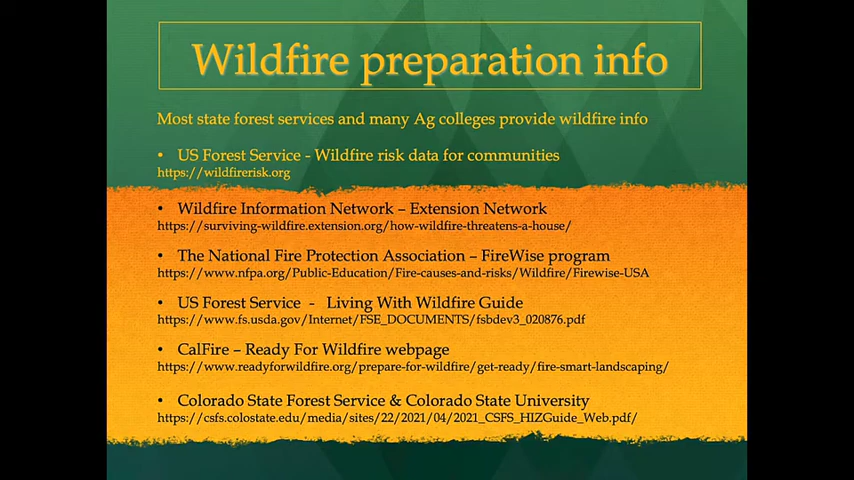 Wildfire preparation info
Most state forest services and many Ag colleges provide wildfire info
• US Forest Service - Wildfire risk data for communities
https://wildfirerisk.org
• Wildfire Information Network – Extension Network
https://surviving-wildfire.extension.org/how-wildfire-threatens-a-house/
• The National Fire Protection Association – FireWise program
https://www.nfpa.org/Public-Education/Fire-causes-and-risks/Wildfire/Firewise-USA
• US Forest Service - Living With Wildfire Guide
https://www.fs.usda.gov/Internet/FSE_DOCUMENTS/fsbdev3_020876.pdf
• CalFire – Ready For Wildfire webpage
https://www.readyforwildfire.org/prepare-for-wildfire/get-ready/fire-smart-landscaping/
• Colorado State Forest Service & Colorado State University
https://csfs.colostate.edu/media/sites/22/2021/04/2021_CSFS_HIZGuide_Web.pdf/